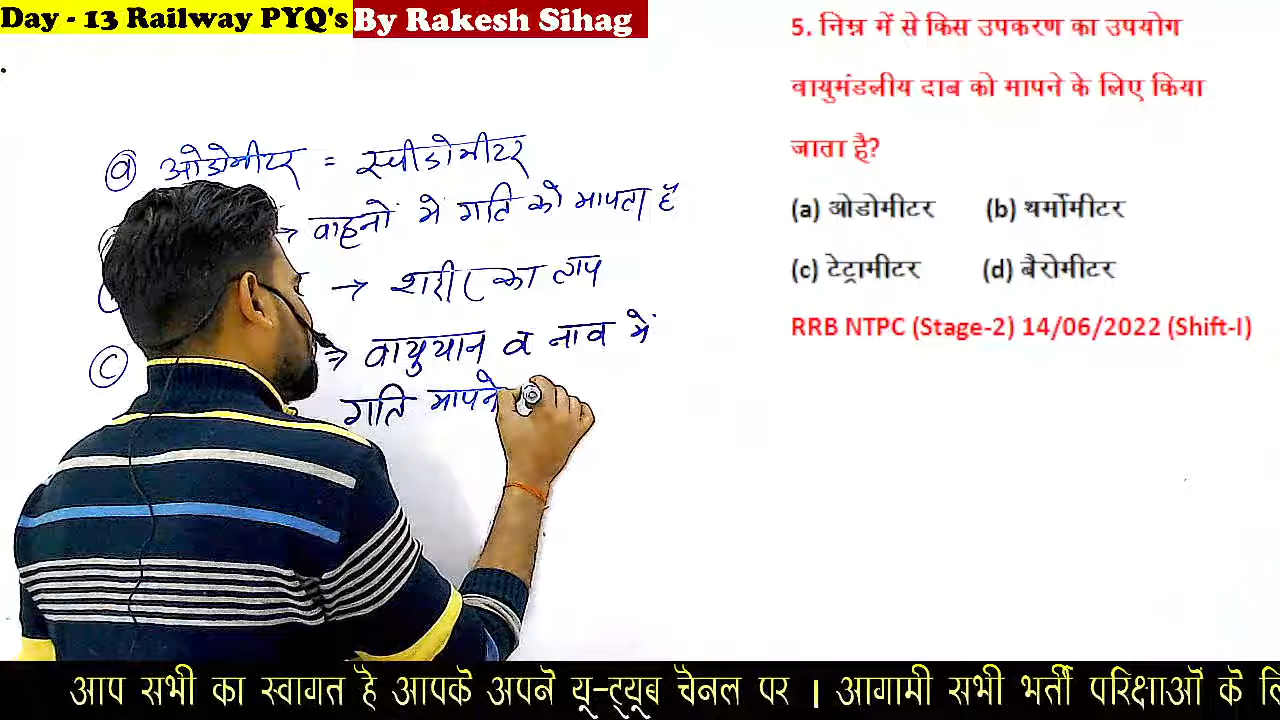 Day - 13 Railway PYQ's By Rakesh Sihag
5. निम्न में से किस उपकरण का उपयोग
वायुमंडलीय दाब को मापने के लिए किया
जाता है?
(a) ओडोमीटर (b) थर्मोमीटर
(c) टेट्रामीटर (d) बैरोमीटर
RRB NTPC (Stage-2) 14/06/2022 (Shift-I)
(a) ओडोमीटर = स्पीडोमीटर
→ वाहनों में गति को मापता है
→ शरीर का ताप
(c) → वायुयान व नाव में
गति मापने
आप सभी का स्वागत है आपके अपने यू-ट्यूब चैनल पर । आगामी सभी भर्ती परिक्षाओं के